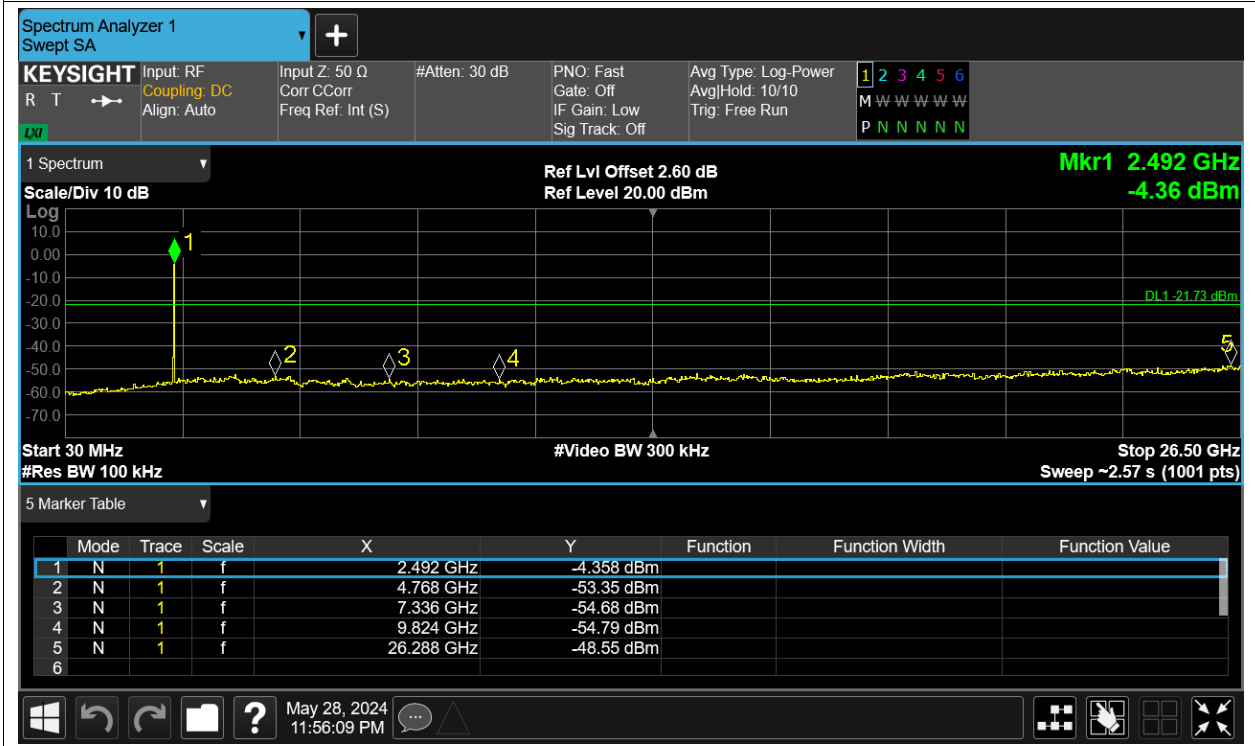 Spectrum Analyzer 1
Swept SA
+
KEYSIGHT
R T
LXI
Input: RF
Coupling: DC
Align: Auto
Input Z: 50 Ω
Corr CCorr
Freq Ref: Int (S)
#Atten: 30 dB
PNO: Fast
Gate: Off
IF Gain: Low
Sig Track: Off
Avg Type: Log-Power
Avg|Hold: 10/10
Trig: Free Run
1 2 3 4 5 6
M W W W W W
P N N N N N
1 Spectrum
Scale/Div 10 dB
Ref Lvl Offset 2.60 dB
Ref Level 20.00 dBm
Mkr1 2.492 GHz
-4.36 dBm
Log
10.0
0.00
-10.0
-20.0
-30.0
-40.0
-50.0
-60.0
-70.0
1
2
3
4
5
DL1 -21.73 dBm
Start 30 MHz
#Video BW 300 kHz
Stop 26.50 GHz
#Res BW 100 kHz
Sweep ~2.57 s (1001 pts)
5 Marker Table
Mode Trace Scale X Y Function Function Width Function Value
1 N 1 f 2.492 GHz -4.358 dBm
2 N 1 f 4.768 GHz -53.35 dBm
3 N 1 f 7.336 GHz -54.68 dBm
4 N 1 f 9.824 GHz -54.79 dBm
5 N 1 f 26.288 GHz -48.55 dBm
6
?
May 28, 2024
11:56:09 PM